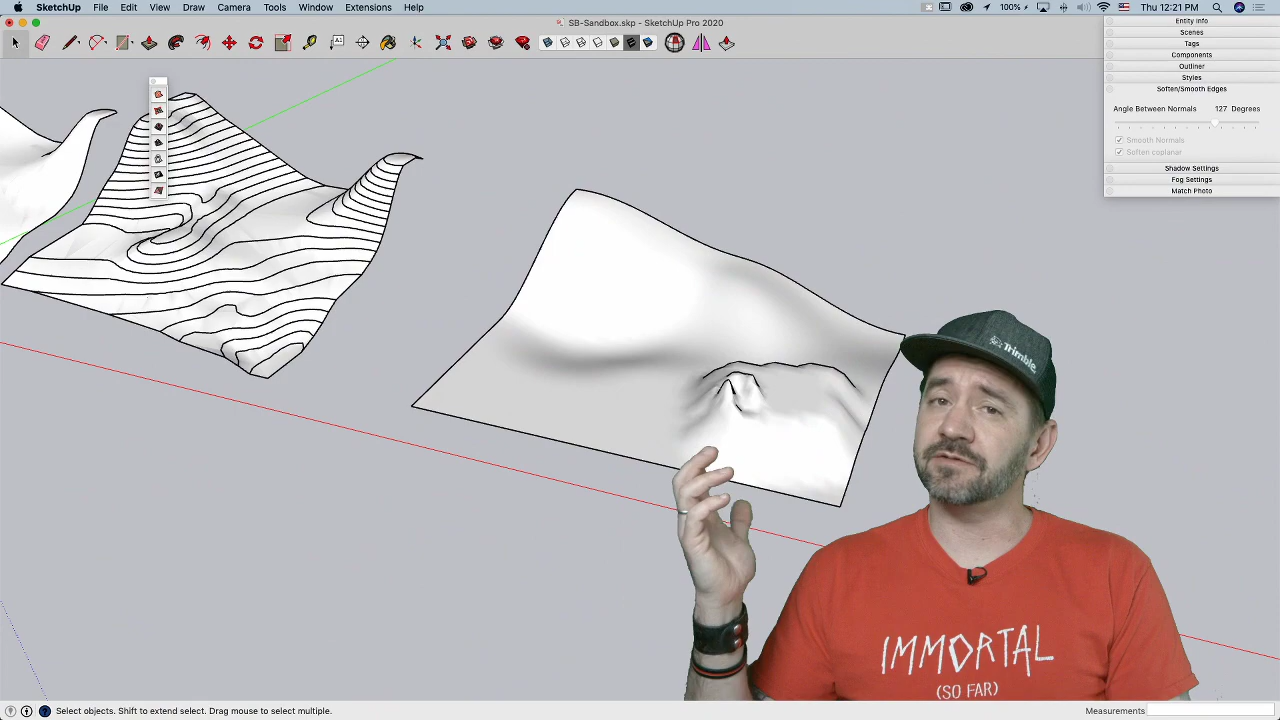 SketchUp File Edit View Draw Camera Tools Window Extensions Help
100% Thu 12:21 PM
SB-Sandbox.skp - SketchUp Pro 2020
Entity Info
Scenes
Tags
Components
Outliner
Styles
Soften/Smooth Edges
Angle Between Normals 127 Degrees
Smooth Normals
Soften coplanar
Shadow Settings
Fog Settings
Match Photo
Trimble.
IMMORTAL
(SO FAR)
Select objects. Shift to extend select. Drag mouse to select multiple.
Measurements